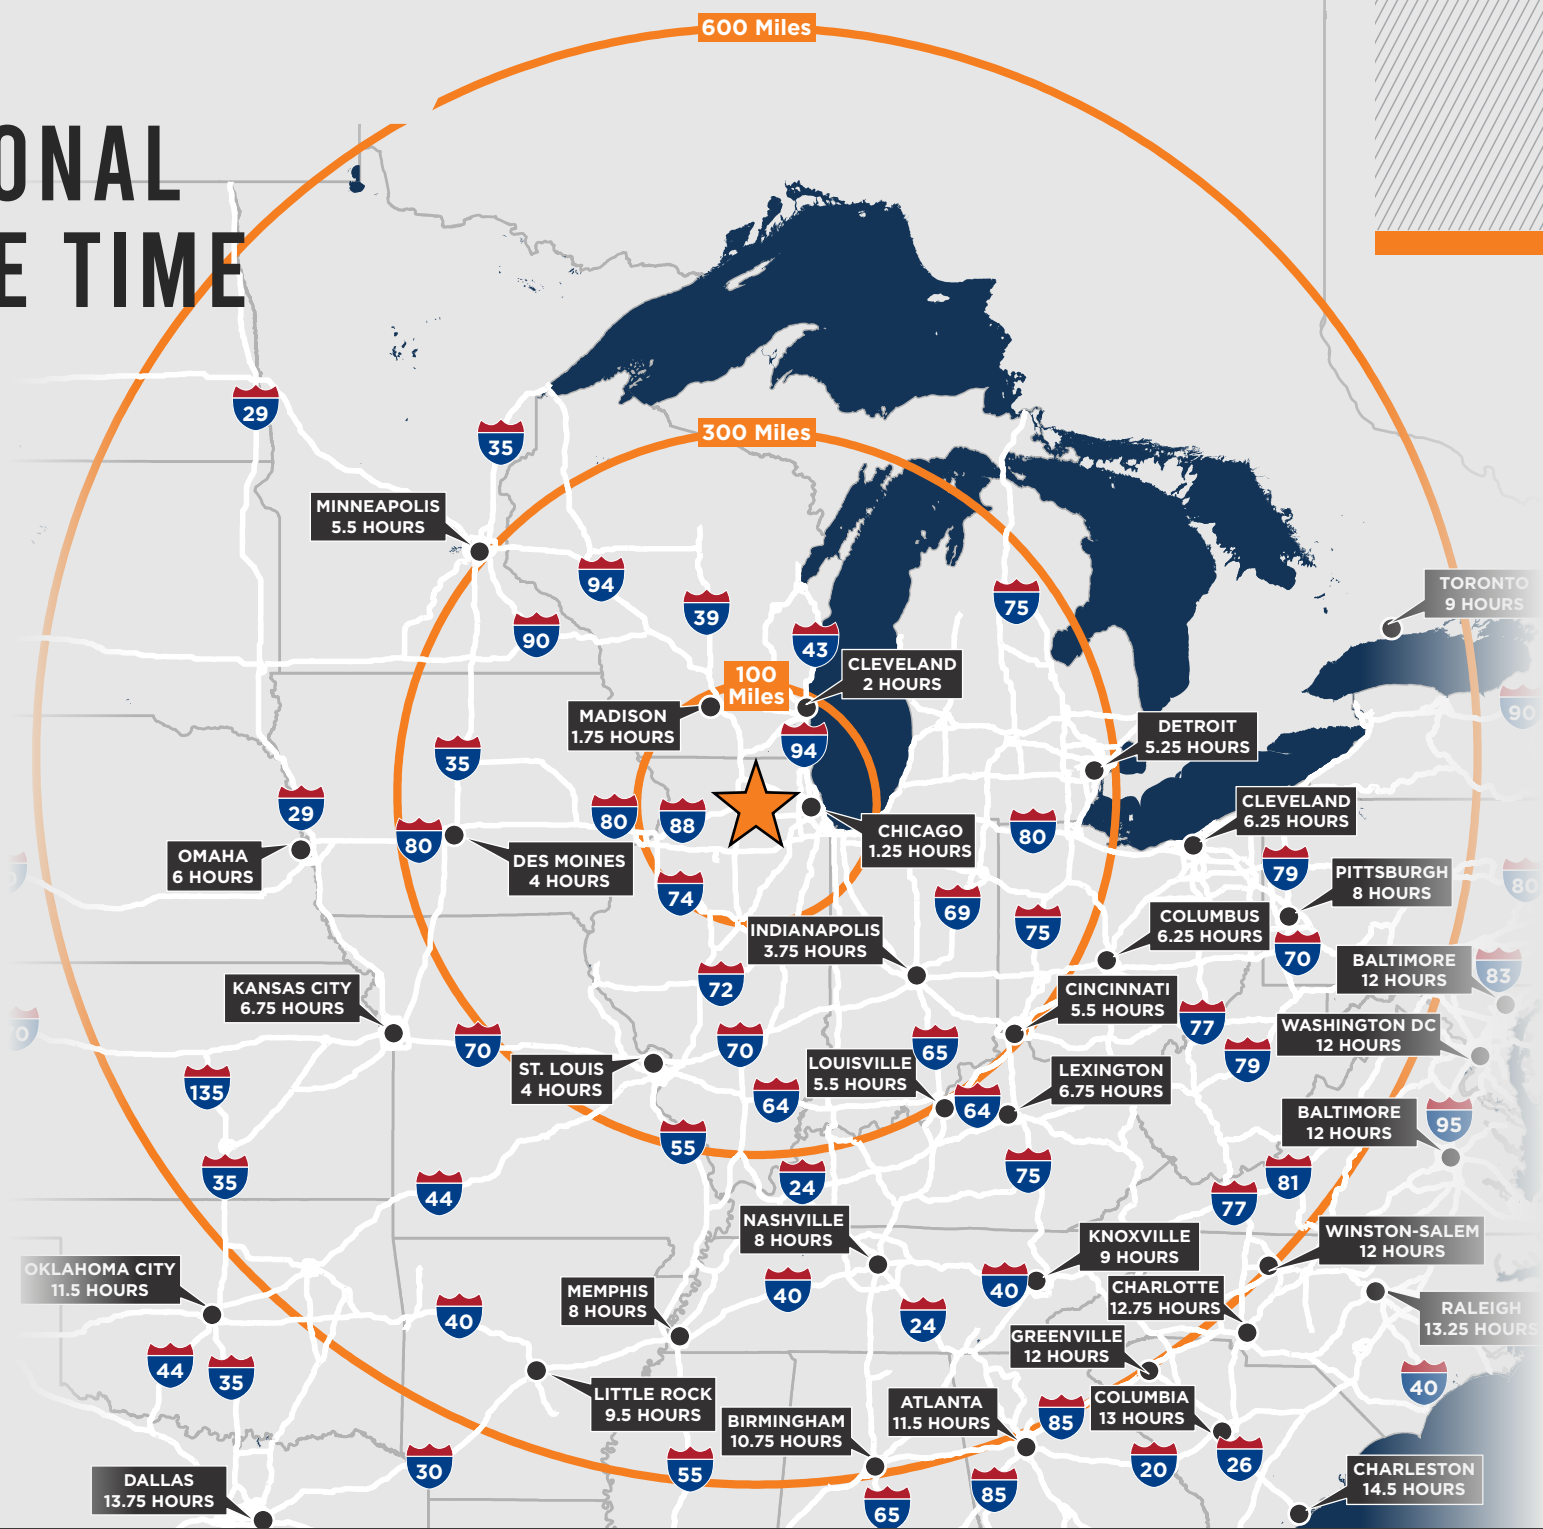 600 Miles
ONAL
E TIME
29
35
300 Miles
MINNEAPOLIS
5.5 HOURS
94
39
75
TORONTO
9 HOURS
90
43
100
Miles
CLEVELAND
2 HOURS
MADISON
1.75 HOURS
90
94
35
DETROIT
5.25 HOURS
29
80
88
80
80
CLEVELAND
6.25 HOURS
CHICAGO
1.25 HOURS
OMAHA
6 HOURS
DES MOINES
4 HOURS
79
PITTSBURGH
8 HOURS
80
74
69
75
COLUMBUS
6.25 HOURS
INDIANAPOLIS
3.75 HOURS
70
BALTIMORE
12 HOURS
83
72
KANSAS CITY
6.75 HOURS
CINCINNATI
5.5 HOURS
77
WASHINGTON DC
12 HOURS
0
70
70
65
79
ST. LOUIS
4 HOURS
LOUISVILLE
5.5 HOURS
LEXINGTON
6.75 HOURS
135
64
64
BALTIMORE
12 HOURS
95
55
35
44
24
75
81
77
NASHVILLE
8 HOURS
KNOXVILLE
9 HOURS
WINSTON-SALEM
12 HOURS
OKLAHOMA CITY
11.5 HOURS
MEMPHIS
8 HOURS
40
40
CHARLOTTE
12.75 HOURS
RALEIGH
13.25 HOURS
40
24
GREENVILLE
12 HOURS
44
35
40
LITTLE ROCK
9.5 HOURS
ATLANTA
11.5 HOURS
85
COLUMBIA
13 HOURS
BIRMINGHAM
10.75 HOURS
30
55
20
26
DALLAS
13.75 HOURS
CHARLESTON
14.5 HOURS
65
85